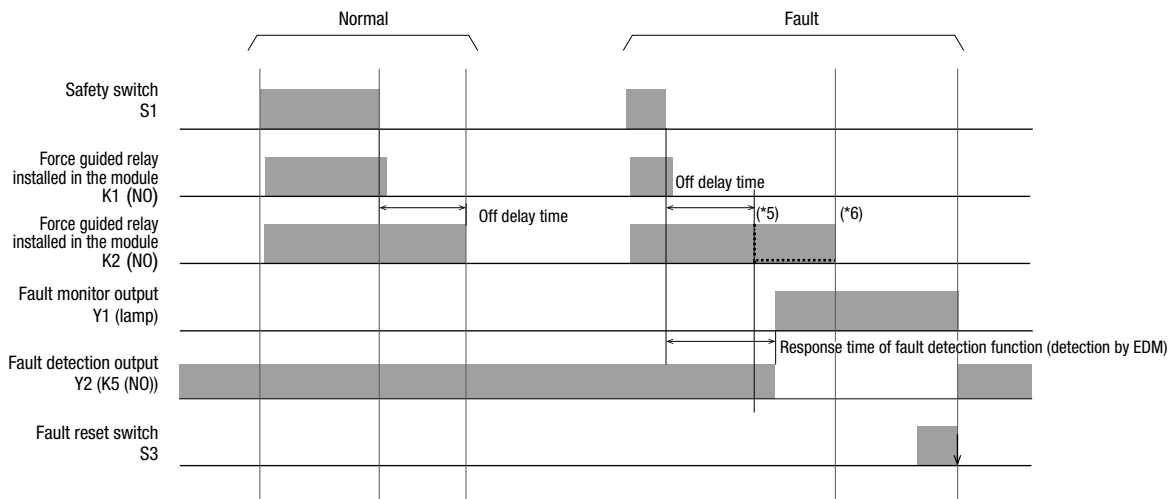 Normal
Fault
Safety switch
S1
Force guided relay
installed in the module
K1 (NO)
Off delay time
Force guided relay
installed in the module
K2 (NO)
Off delay time
(*5)
(*6)
Fault monitor output
Y1 (lamp)
Response time of fault detection function (detection by EDM)
Fault detection output
Y2 (K5 (NO))
Fault reset switch
S3